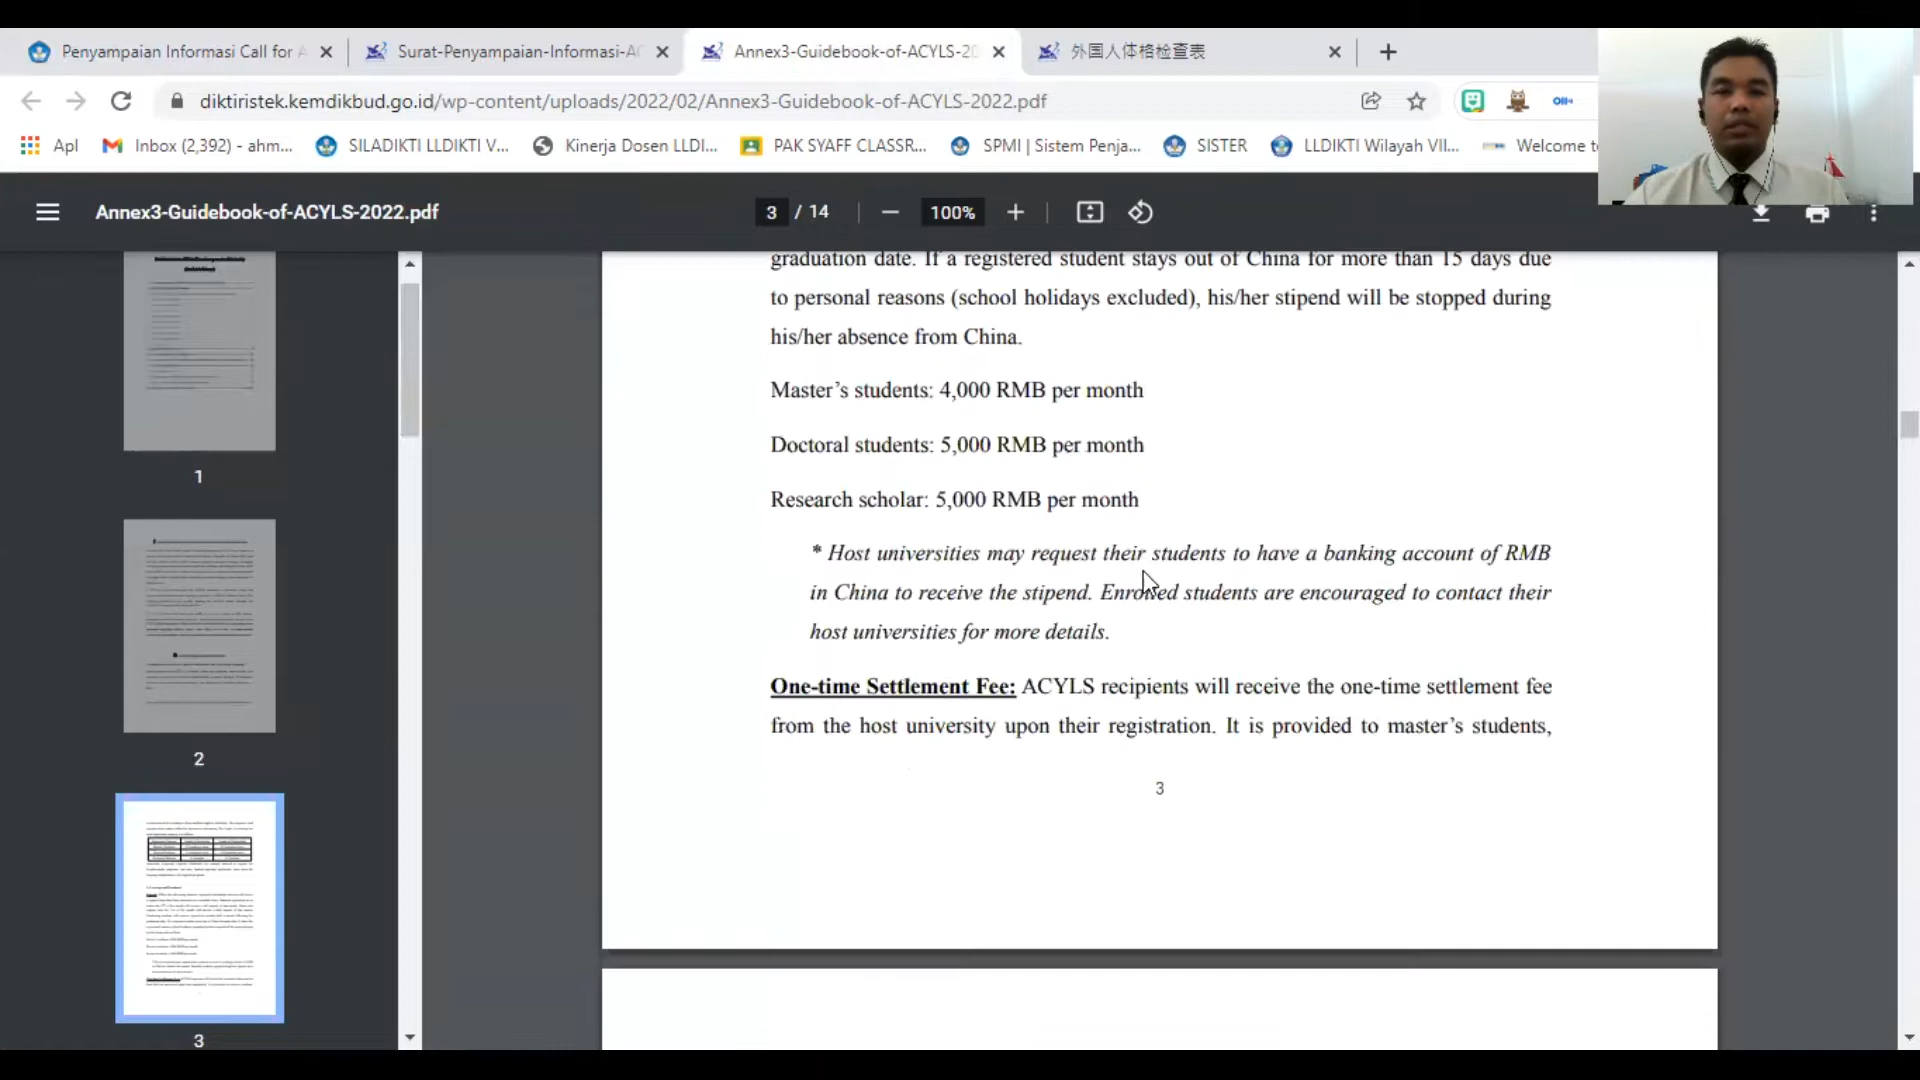 Penyampaian Informasi Call for A
Surat-Penyampaian-Informasi-AC
Annex3-Guidebook-of-ACYLS-20
外国人体格检查表
diktiristek.kemdikbud.go.id/wp-content/uploads/2022/02/Annex3-Guidebook-of-ACYLS-2022.pdf
Apl
Inbox (2,392) - ahm...
SILADIKTI LLDIKTI V...
Kinerja Dosen LLDI...
PAK SYAFF CLASSR...
SPMI | Sistem Penja...
SISTER
LLDIKTI Wilayah VII...
Welcome to
Annex3-Guidebook-of-ACYLS-2022.pdf
3 / 14
100%
1
2
3
graduation date. If a registered student stays out of China for more than 15 days due
to personal reasons (school holidays excluded), his/her stipend will be stopped during
his/her absence from China.
Master’s students: 4,000 RMB per month
Doctoral students: 5,000 RMB per month
Research scholar: 5,000 RMB per month
* Host universities may request their students to have a banking account of RMB
in China to receive the stipend. Enrolled students are encouraged to contact their
host universities for more details.
One-time Settlement Fee: ACYLS recipients will receive the one-time settlement fee
from the host university upon their registration. It is provided to master’s students,
3